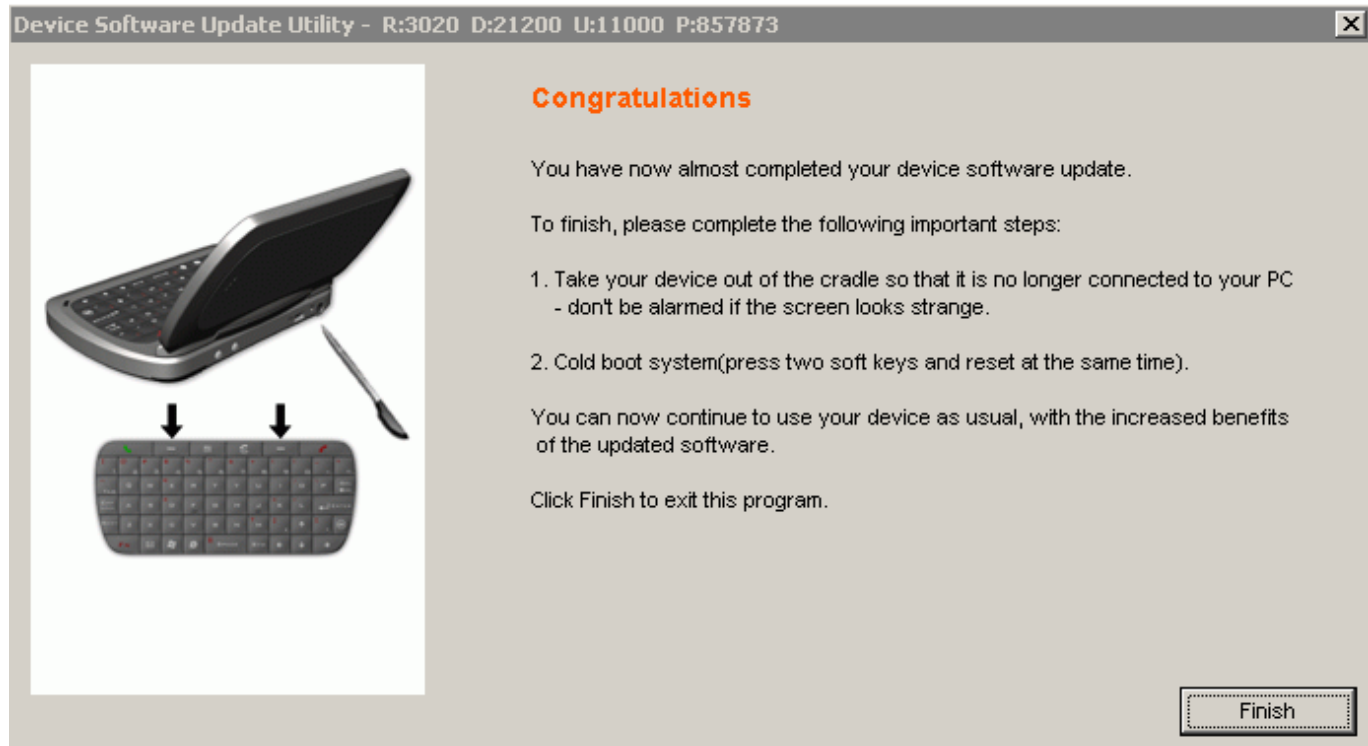 Device Software Update Utility - R:3020 D:21200 U:11000 P:857873
Congratulations
You have now almost completed your device software update.
To finish, please complete the following important steps:
1. Take your device out of the cradle so that it is no longer connected to your PC
- don't be alarmed if the screen looks strange.
2. Cold boot system(press two soft keys and reset at the same time).
You can now continue to use your device as usual, with the increased benefits
of the updated software.
Click Finish to exit this program.
Finish